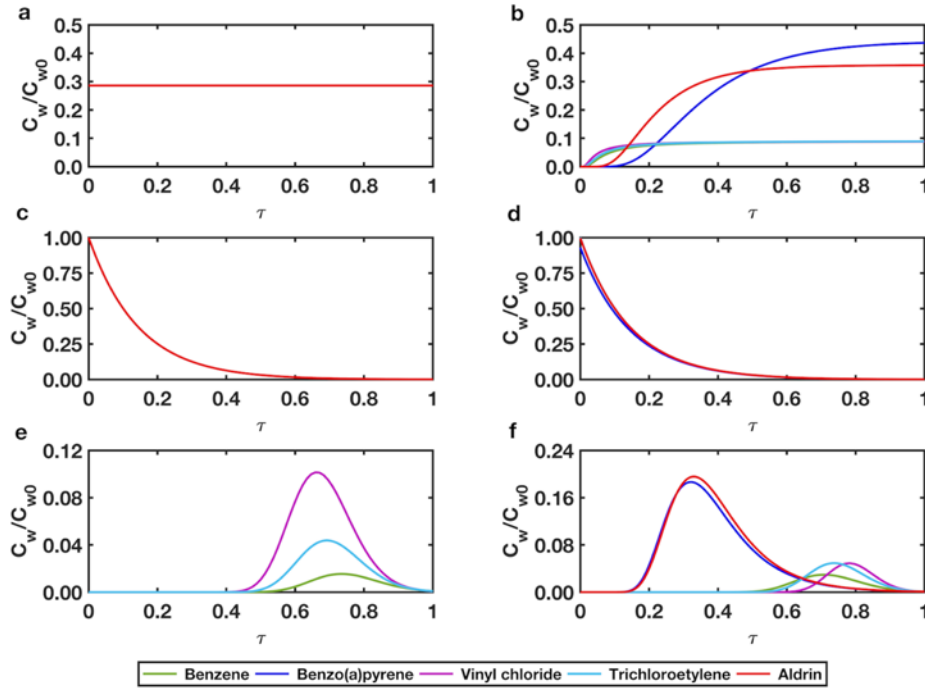 a
b
0.5
0.4
0.3
0.2
0.1
0.0
C_w/C_w0
0 0.2 0.4 0.6 0.8 1
τ
0.5
0.4
0.3
0.2
0.1
0.0
C_w/C_w0
0 0.2 0.4 0.6 0.8 1
τ
c
d
1.00
0.75
0.50
0.25
0.00
C_w/C_w0
0 0.2 0.4 0.6 0.8 1
τ
1.00
0.75
0.50
0.25
0.00
C_w/C_w0
0 0.2 0.4 0.6 0.8 1
τ
e
f
0.12
0.08
0.04
0.00
C_w/C_w0
0 0.2 0.4 0.6 0.8 1
τ
0.24
0.16
0.08
0.00
C_w/C_w0
0 0.2 0.4 0.6 0.8 1
τ
Benzene Benzo(a)pyrene Vinyl chloride Trichloroetylene Aldrin